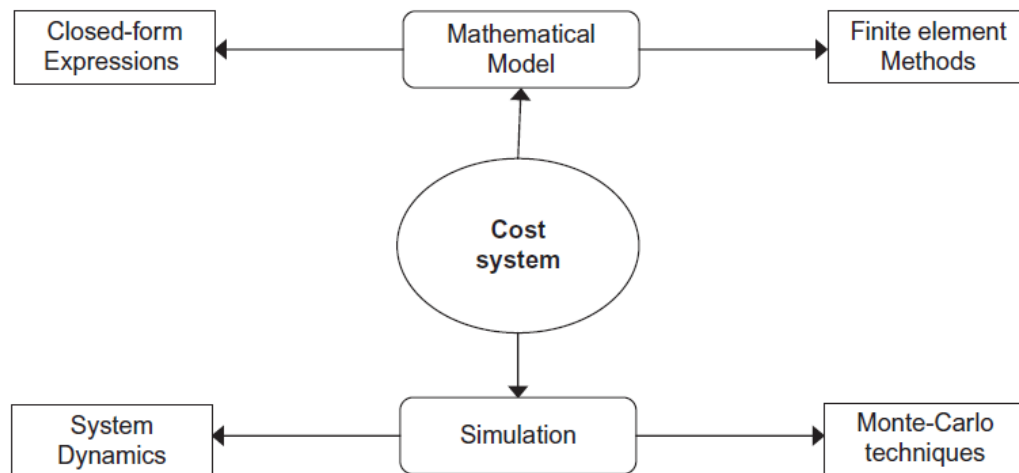 Closed-form
Expressions
Mathematical
Model
Finite element
Methods
Cost
system
System
Dynamics
Simulation
Monte-Carlo
techniques